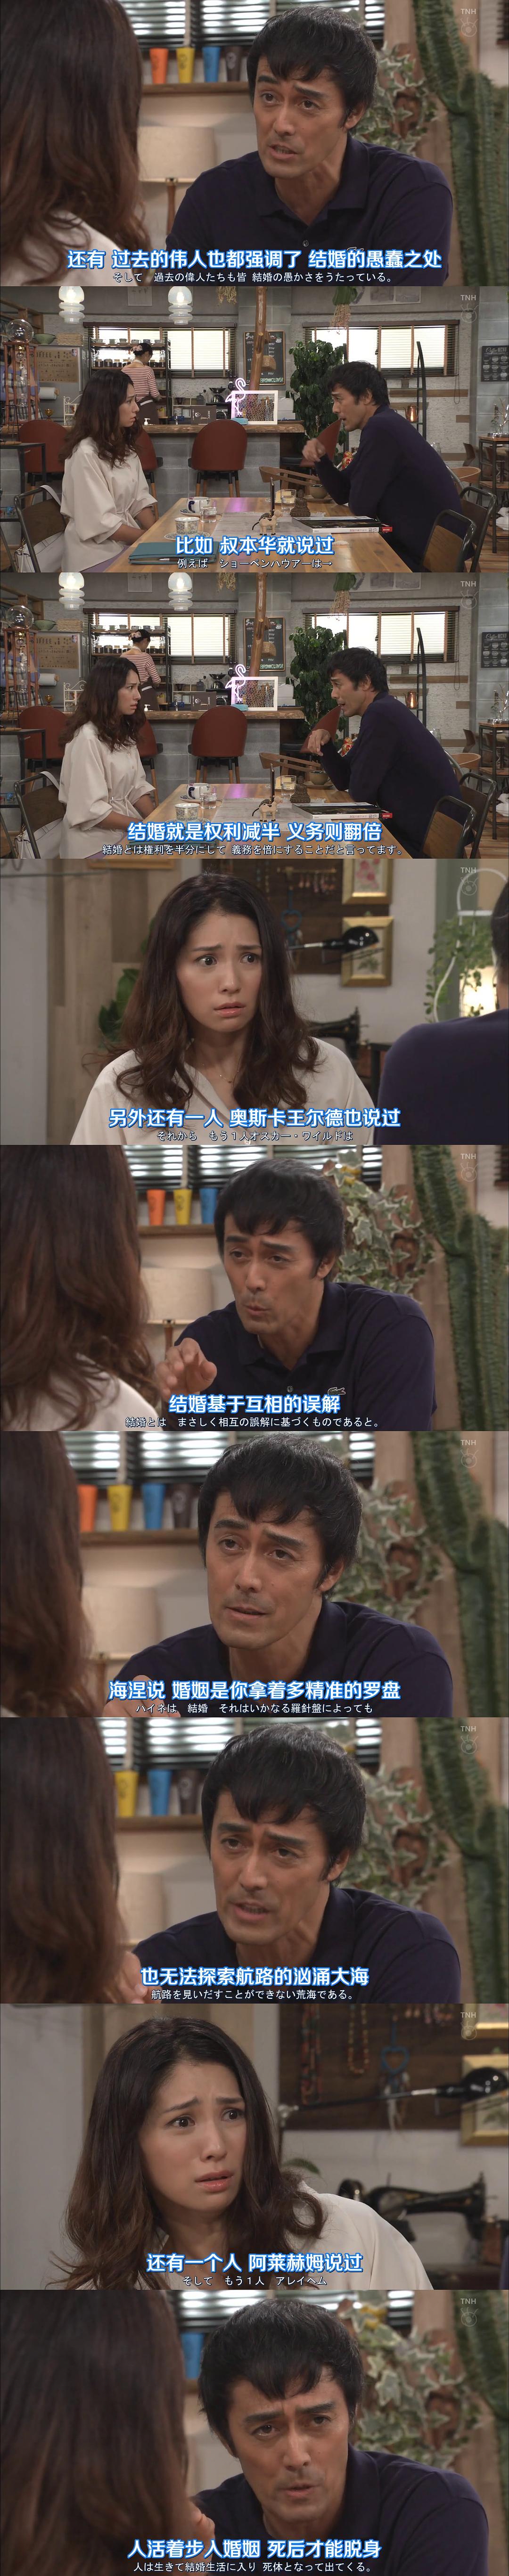 TNH
还有 过去的伟人也都强调了 结婚的愚蠢之处
そして 過去の偉人たちも皆 結婚の愚かさをうたっている。
TNH
比如 叔本华就说过
例えば ショーペンハウアーは→
TNH
结婚就是权利减半 义务则翻倍
結婚とは権利を半分にして 義務を倍にすることだと言ってます。
TNH
另外还有一人 奥斯卡王尔德也说过
それから もう1人オスカー・ワイルドは
TNH
结婚基于互相的误解
結婚とは まさしく相互の誤解に基づくものであると。
TNH
海涅说 婚姻是你拿着多精准的罗盘
ハイネは 結婚 それはいかなる羅針盤によっても
TNH
也无法探索航路的汹涌大海
航路を見いだすことができない荒海である。
TNH
还有一个人 阿莱赫姆说过
そして もう1人 アレイヘム
TNH
人活着步入婚姻 死后才能脱身
人は生きて結婚生活に入り 死体となって出てくる。